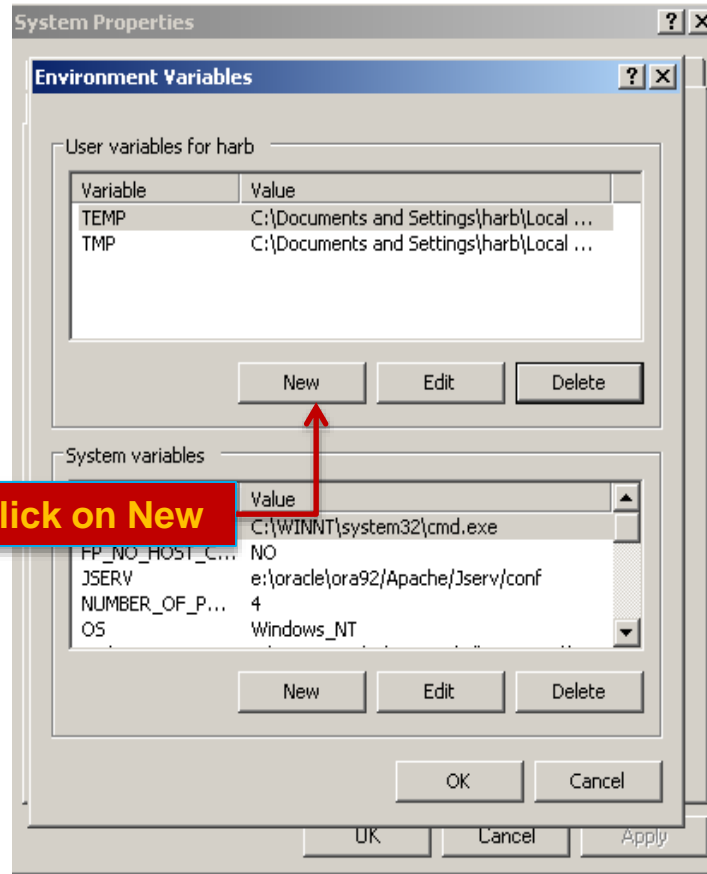 System Properties
Environment Variables
User variables for harb
Variable Value
TEMP C:\Documents and Settings\harb\Local ...
TMP C:\Documents and Settings\harb\Local ...
New Edit Delete
System variables
Value
lick on New
C:\WINNT\system32\cmd.exe
FP_NO_HOST_C... NO
JSERV e:\oracle\ora92/Apache/Jserv/conf
NUMBER_OF_P... 4
OS Windows_NT
New Edit Delete
OK Cancel
OK Cancel Apply